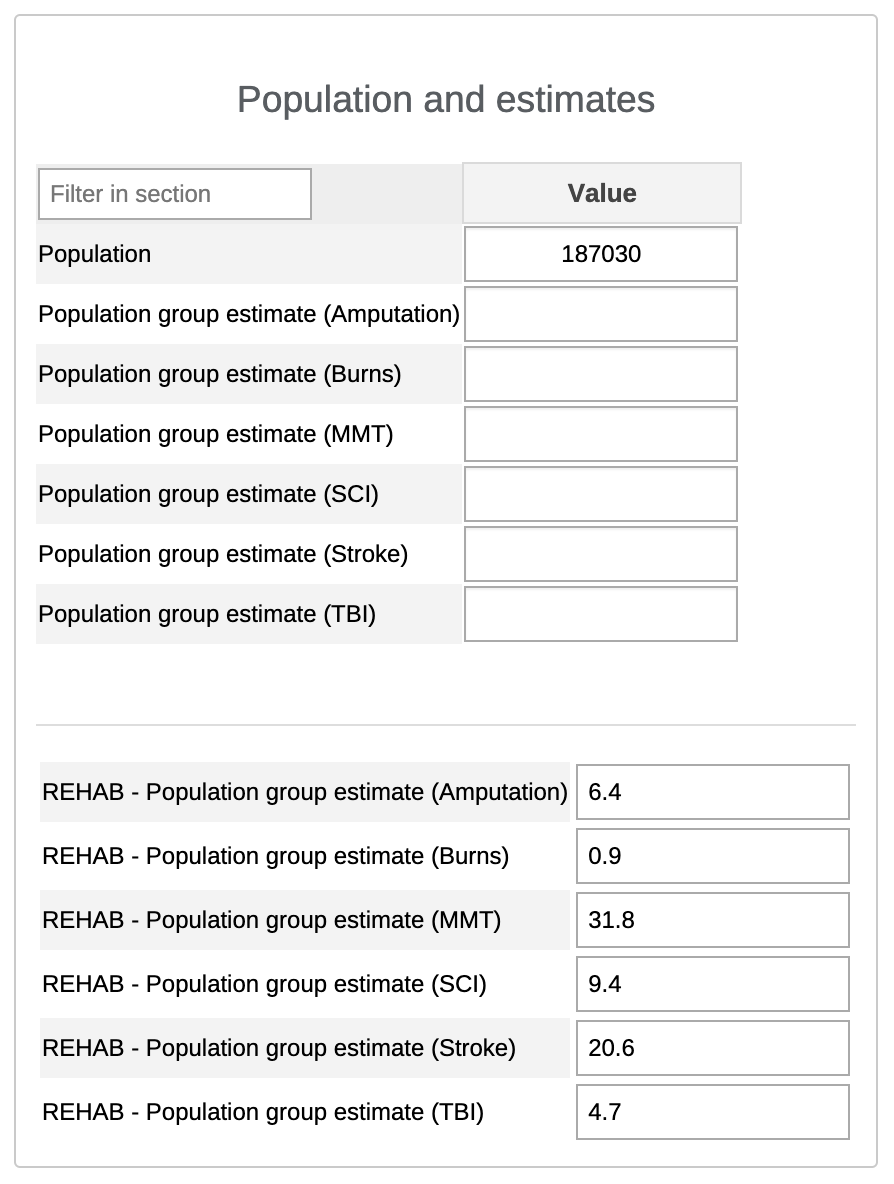 Population and estimates
Filter in section Value
Population 187030
Population group estimate (Amputation)
Population group estimate (Burns)
Population group estimate (MMT)
Population group estimate (SCI)
Population group estimate (Stroke)
Population group estimate (TBI)
REHAB - Population group estimate (Amputation) 6.4
REHAB - Population group estimate (Burns) 0.9
REHAB - Population group estimate (MMT) 31.8
REHAB - Population group estimate (SCI) 9.4
REHAB - Population group estimate (Stroke) 20.6
REHAB - Population group estimate (TBI) 4.7